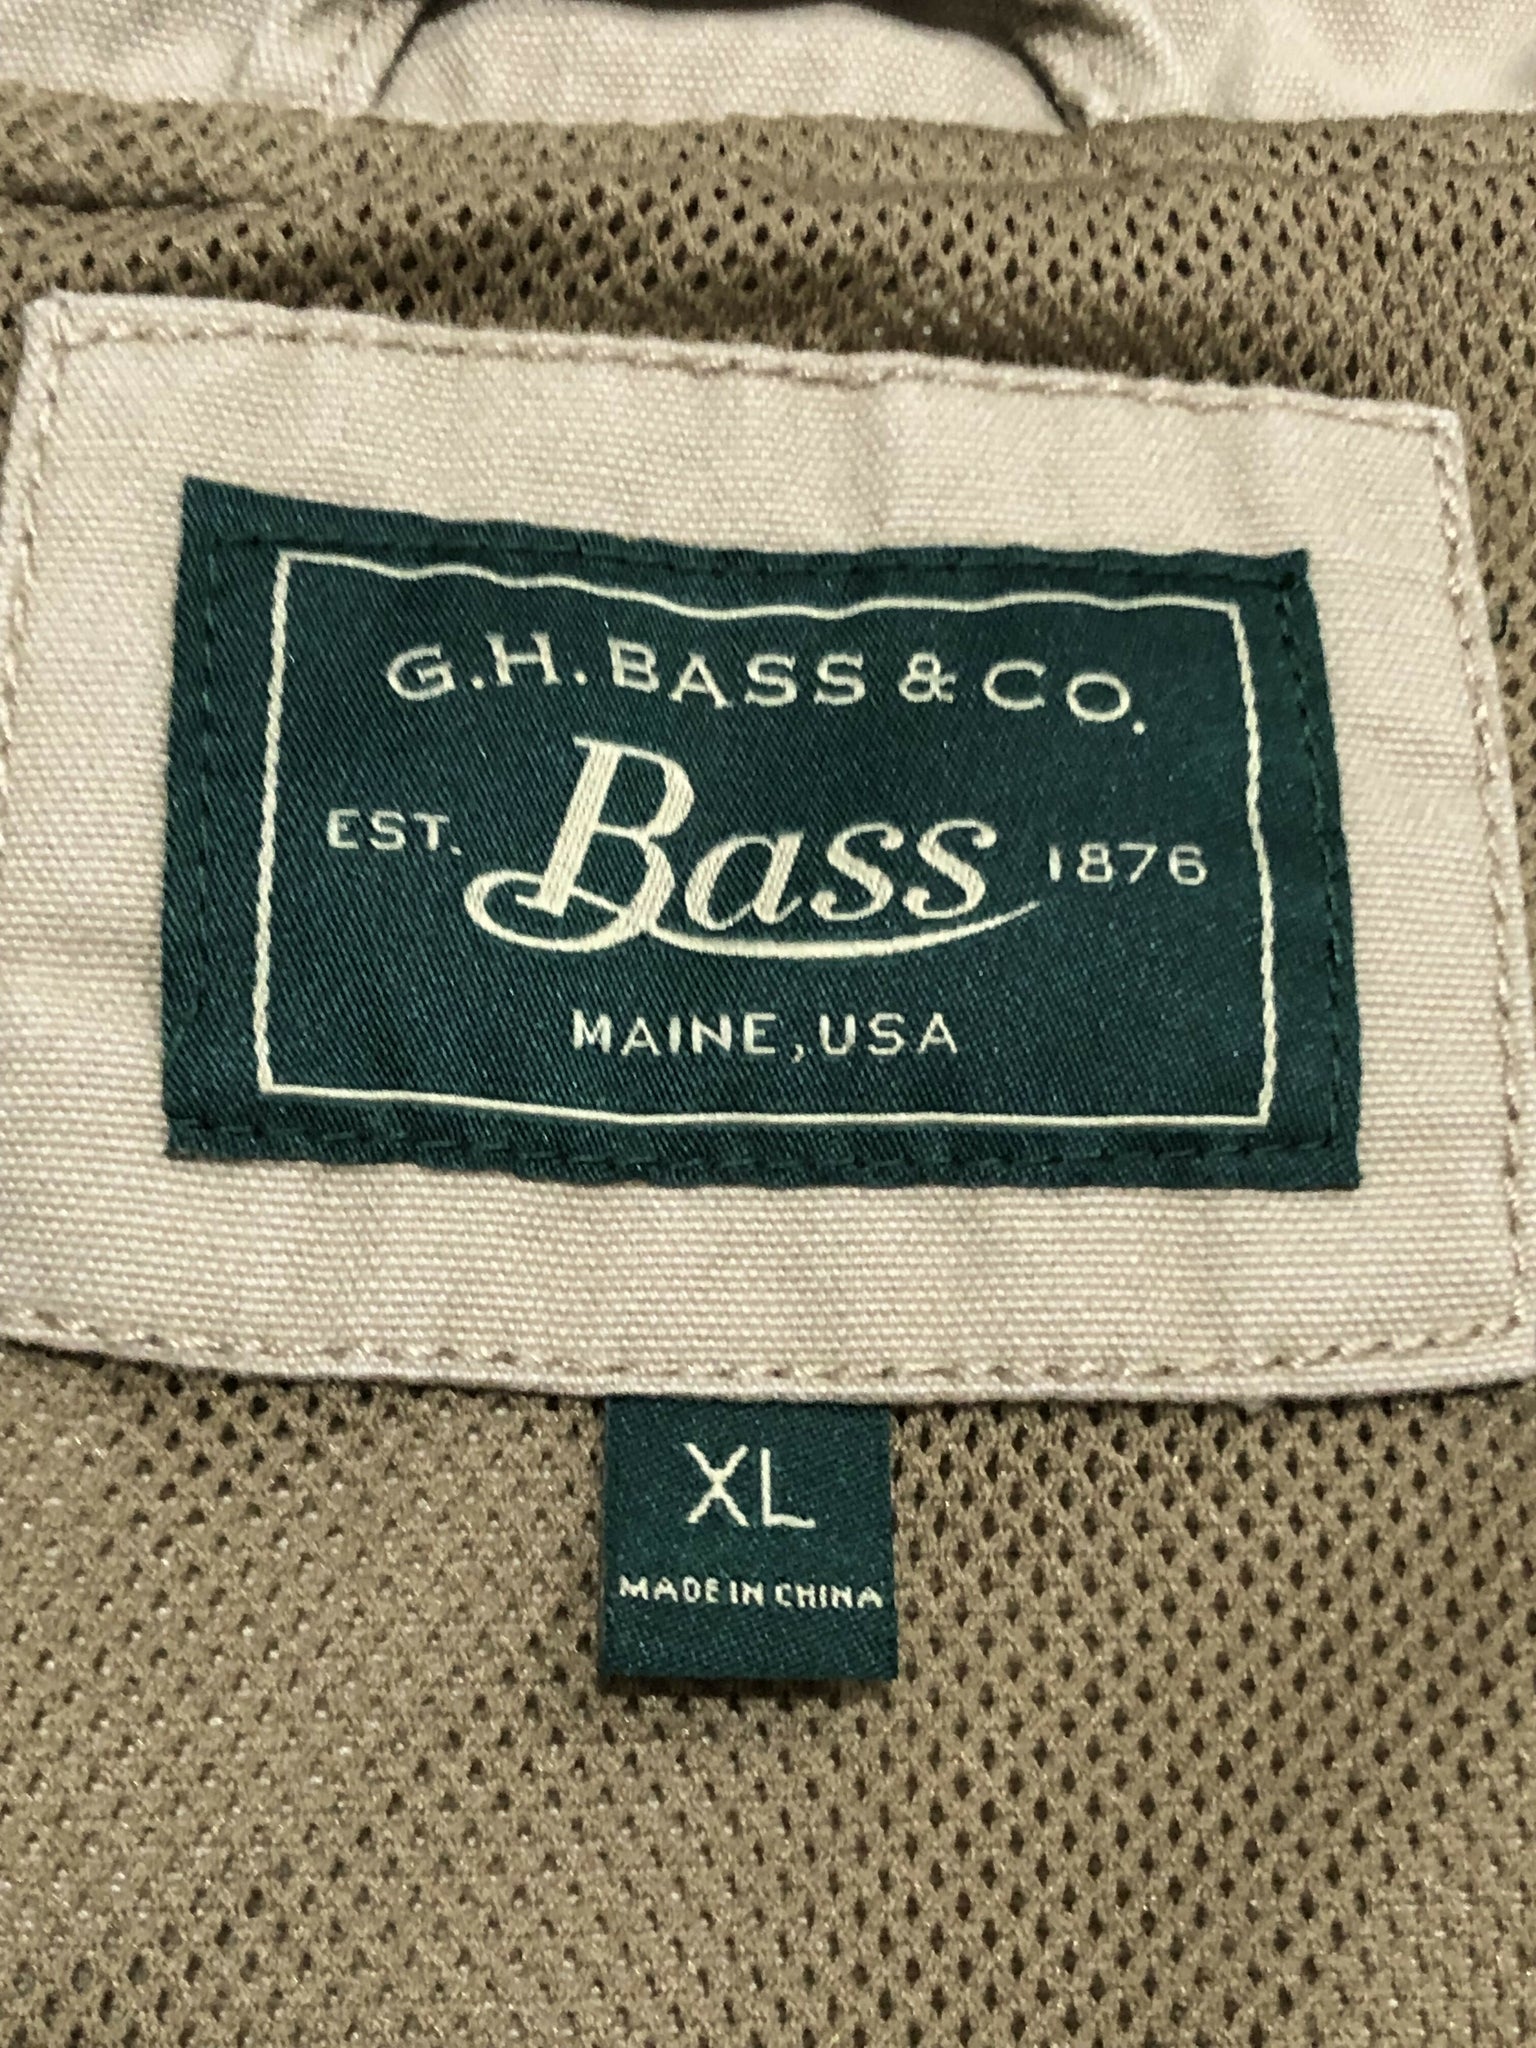 G.H. BASS & CO.
EST. Bass 1876
MAINE, USA
XL
MADE IN CHINA